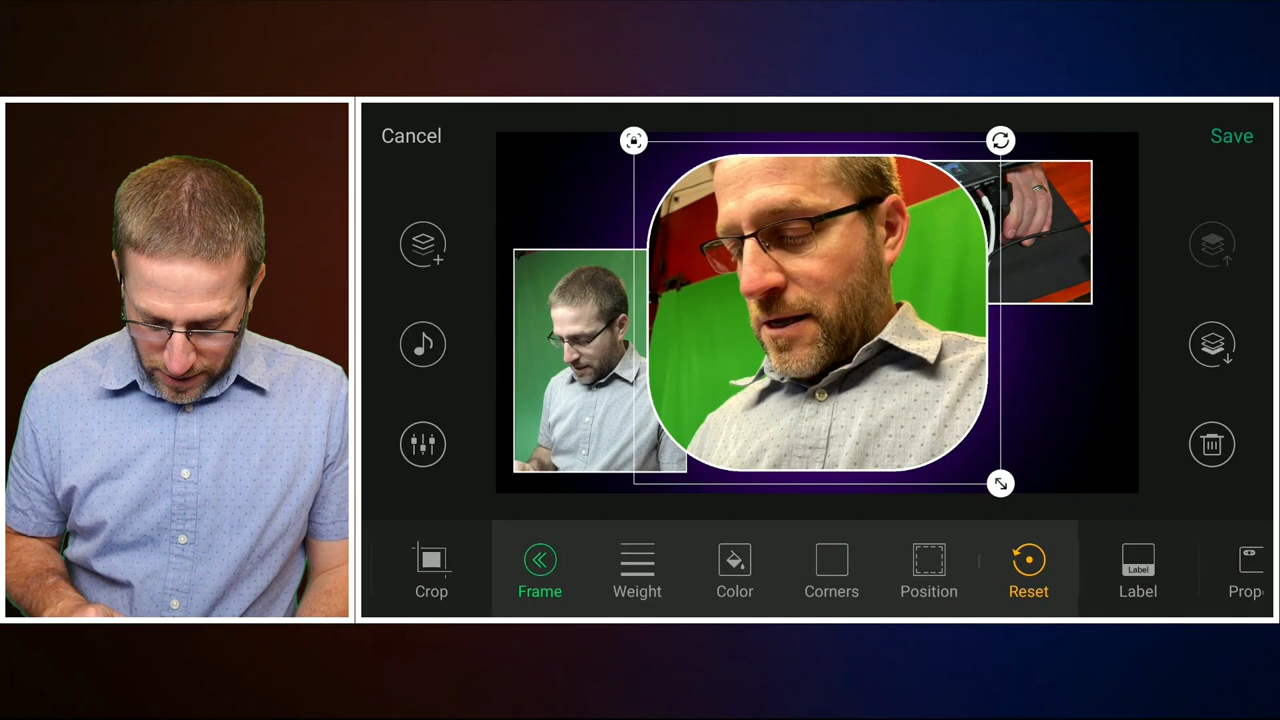 Cancel
Save
Crop
Frame
Weight
Color
Corners
Position
Reset
Label
Label
Prop